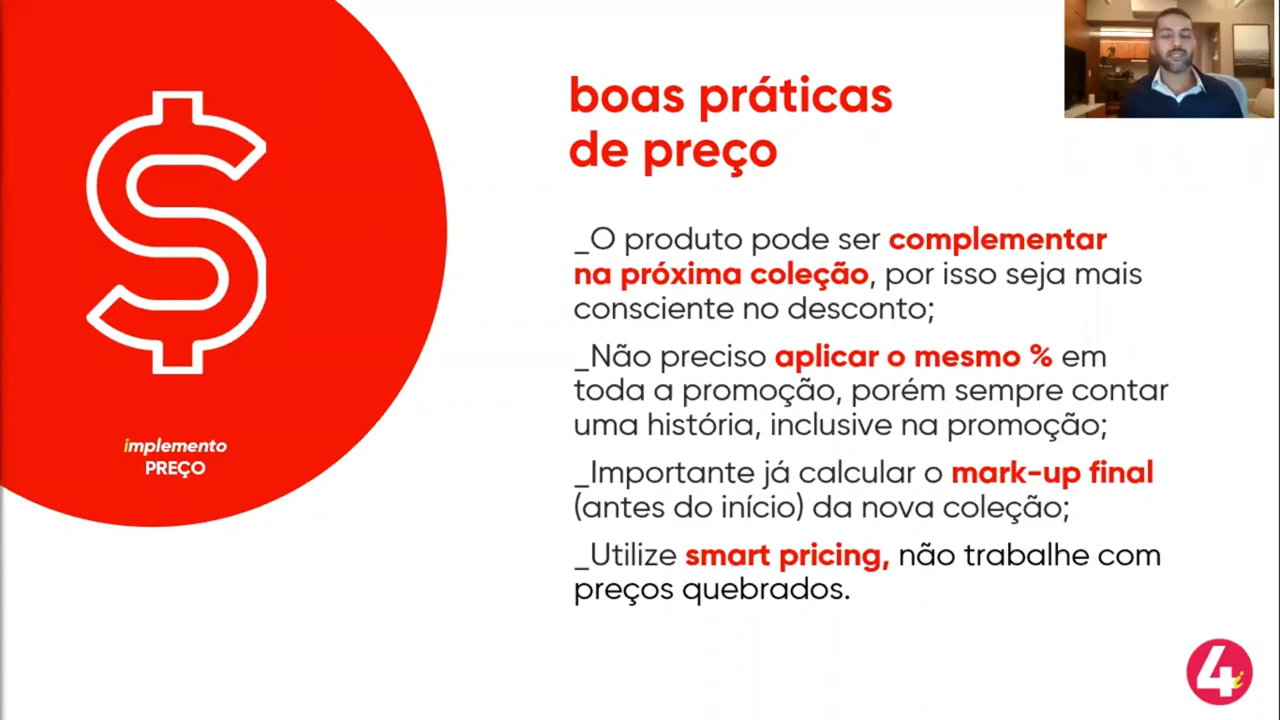 boas práticas
de preço
_O produto pode ser complementar
na próxima coleção, por isso seja mais
consciente no desconto;
_Não preciso aplicar o mesmo % em
toda a promoção, porém sempre contar
uma história, inclusive na promoção;
_Importante já calcular o mark-up final
(antes do início) da nova coleção;
_Utilize smart pricing, não trabalhe com
preços quebrados.
$
implemento
PREÇO
4i